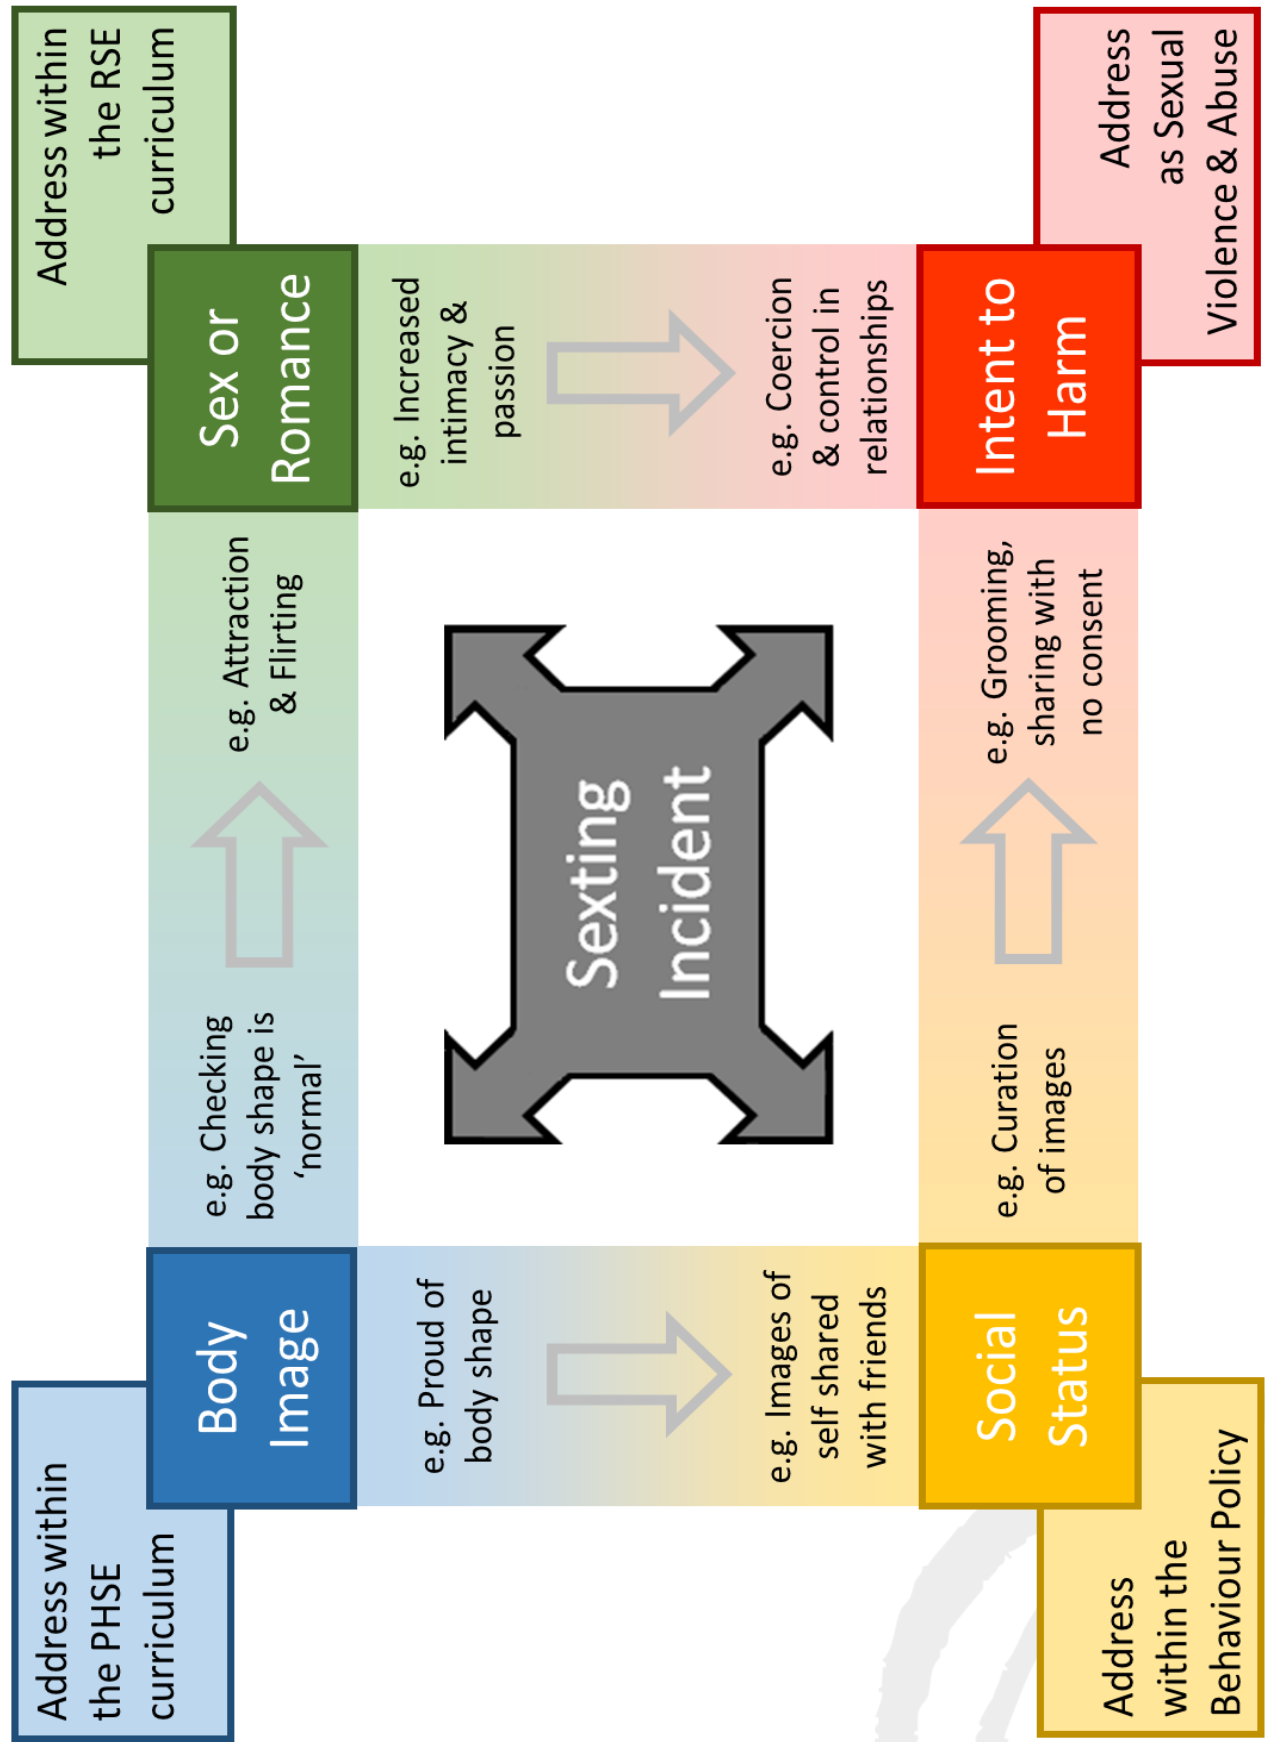 Address within
the PHSE
curriculum
Body
Image
e.g. Checking
body shape is
‘normal’
e.g. Attraction
& Flirting
Sex or
Romance
Address within
the RSE
curriculum
e.g. Proud of
body shape
e.g. Images of
self shared
with friends
Sexting
Incident
e.g. Increased
intimacy &
passion
e.g. Coercion
& control in
relationships
Social
Status
Address
within the
Behaviour Policy
e.g. Curation
of images
e.g. Grooming,
sharing with
no consent
Intent to
Harm
Address
as Sexual
Violence & Abuse